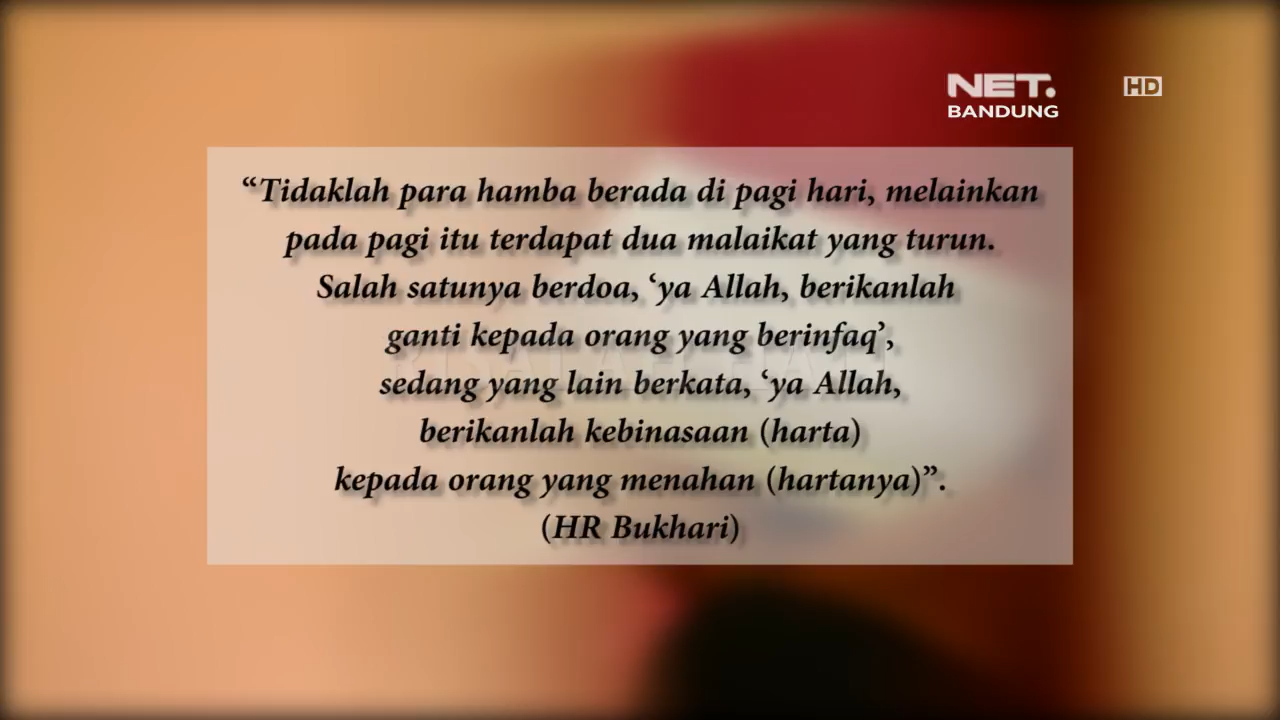 NET.
HD
BANDUNG
“Tidaklah para hamba berada di pagi hari, melainkan
pada pagi itu terdapat dua malaikat yang turun.
Salah satunya berdoa, ‘ya Allah, berikanlah
ganti kepada orang yang berinfaq’,
sedang yang lain berkata, ‘ya Allah,
berikanlah kebinasaan (harta)
kepada orang yang menahan (hartanya)”.
(HR Bukhari)